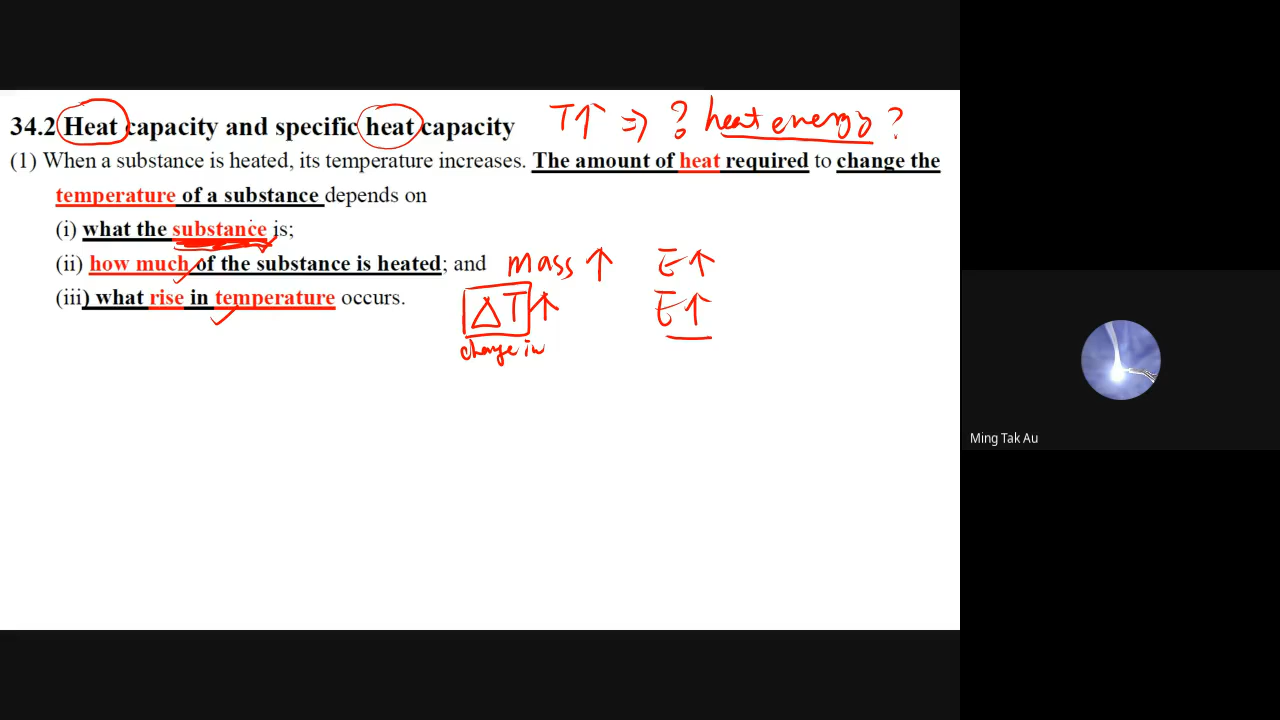 34.2 Heat capacity and specific heat capacity T↑ ⇒ ? heat energy ?
(1) When a substance is heated, its temperature increases. The amount of heat required to change the
temperature of a substance depends on
(i) what the substance is;
(ii) how much of the substance is heated; and mass ↑ E↑
(iii) what rise in temperature occurs. ΔT ↑ E↑
change in
Ming Tak Au